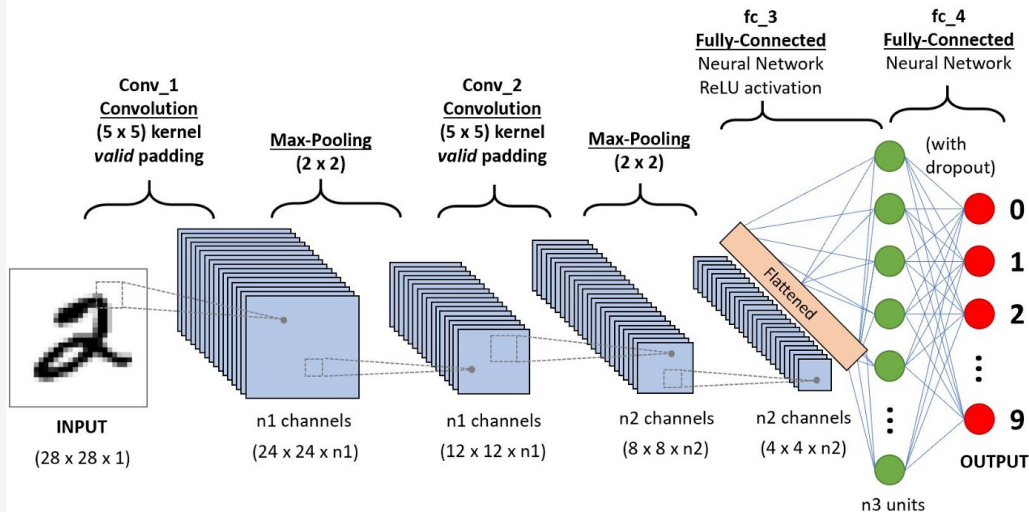 fc_3
Fully-Connected
Neural Network
ReLU activation
fc_4
Fully-Connected
Neural Network
Conv_1
Convolution
(5 x 5) kernel
valid padding
Max-Pooling
(2 x 2)
Conv_2
Convolution
(5 x 5) kernel
valid padding
Max-Pooling
(2 x 2)
(with
dropout)
Flattened
0
1
2
9
INPUT
(28 x 28 x 1)
n1 channels
(24 x 24 x n1)
n1 channels
(12 x 12 x n1)
n2 channels
(8 x 8 x n2)
n2 channels
(4 x 4 x n2)
OUTPUT
n3 units
2